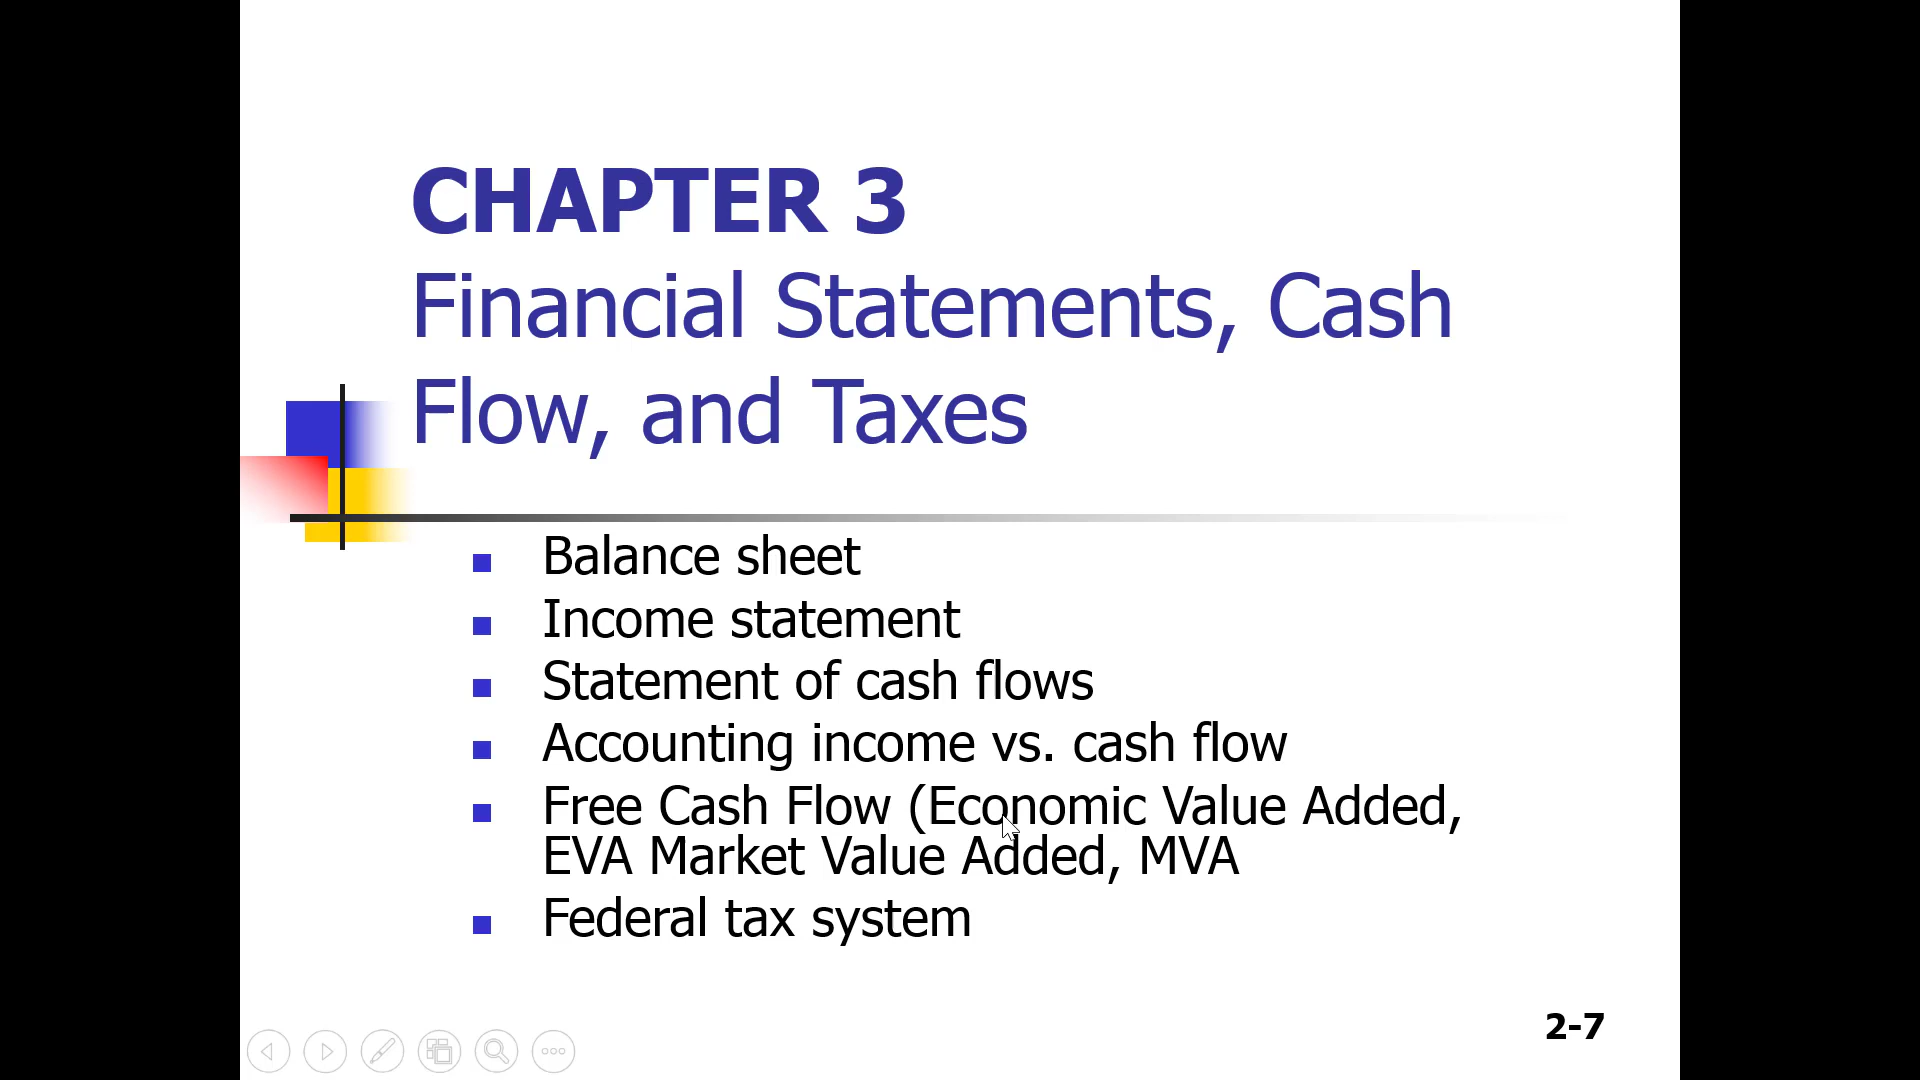 CHAPTER 3
Financial Statements, Cash
Flow, and Taxes
Balance sheet
Income statement
Statement of cash flows
Accounting income vs. cash flow
Free Cash Flow (Economic Value Added,
EVA Market Value Added, MVA
Federal tax system
2-7